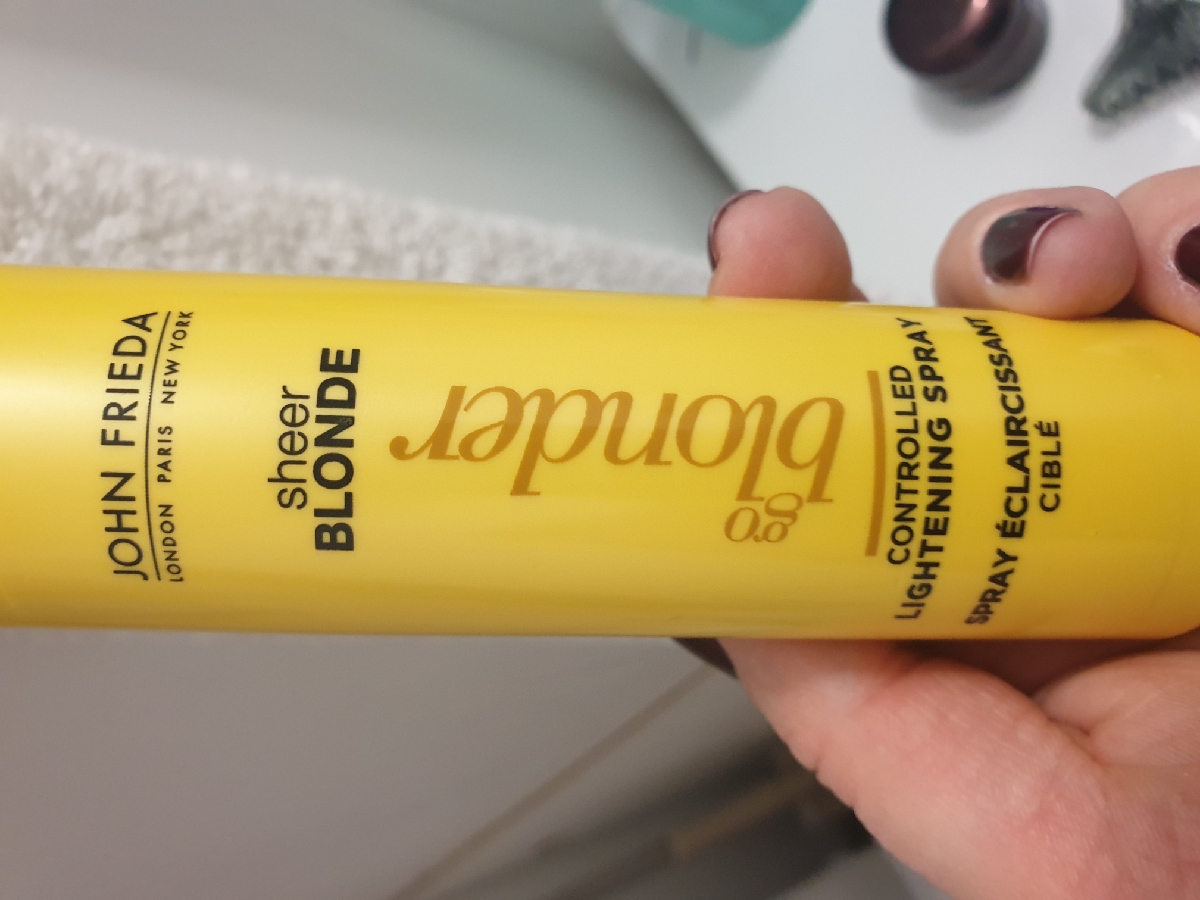 JOHN FRIEDA
LONDON PARIS NEW YORK
sheer
BLONDE
go
blonder
CONTROLLED
LIGHTENING SPRAY
SPRAY ÉCLAIRCISSANT
CIBLÉ